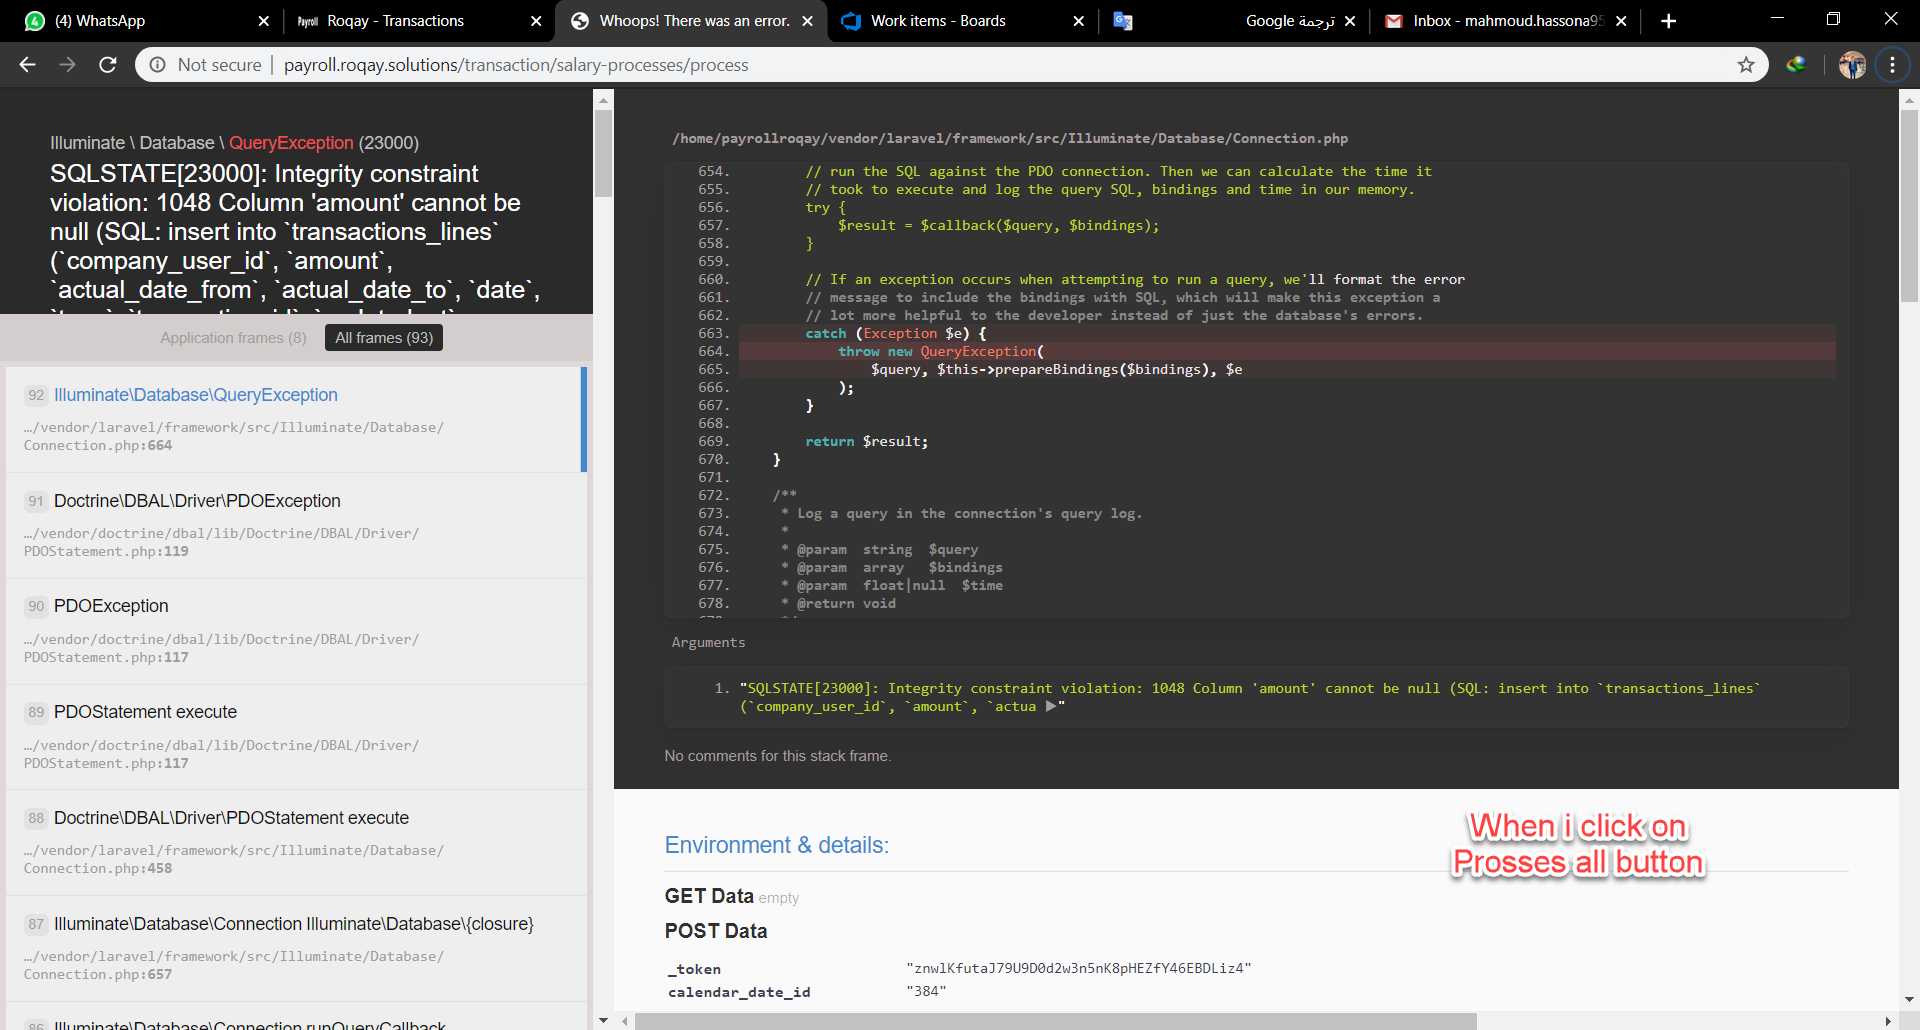 (4) WhatsApp
Payroll Roqay - Transactions
Whoops! There was an error.
Work items - Boards
ترجمة Google
Inbox - mahmoud.hassona95
Not secure | payroll.roqay.solutions/transaction/salary-processes/process
Illuminate \ Database \ QueryException (23000)
SQLSTATE[23000]: Integrity constraint
violation: 1048 Column 'amount' cannot be
null (SQL: insert into `transactions_lines`
(`company_user_id`, `amount`,
`actual_date_from`, `actual_date_to`, `date`,
Application frames (8) All frames (93)
92 Illuminate\Database\QueryException
…/vendor/laravel/framework/src/Illuminate/Database/
Connection.php:664
91 Doctrine\DBAL\Driver\PDOException
…/vendor/doctrine/dbal/lib/Doctrine/DBAL/Driver/
PDOStatement.php:119
90 PDOException
…/vendor/doctrine/dbal/lib/Doctrine/DBAL/Driver/
PDOStatement.php:117
89 PDOStatement execute
…/vendor/doctrine/dbal/lib/Doctrine/DBAL/Driver/
PDOStatement.php:117
88 Doctrine\DBAL\Driver\PDOStatement execute
…/vendor/laravel/framework/src/Illuminate/Database/
Connection.php:458
87 Illuminate\Database\Connection Illuminate\Database\{closure}
…/vendor/laravel/framework/src/Illuminate/Database/
Connection.php:657
86 Illuminate\Database\Connection runQueryCallback
/home/payrollroqay/vendor/laravel/framework/src/Illuminate/Database/Connection.php
654. // run the SQL against the PDO connection. Then we can calculate the time it
655. // took to execute and log the query SQL, bindings and time in our memory.
656. try {
657. $result = $callback($query, $bindings);
658. }
659.
660. // If an exception occurs when attempting to run a query, we'll format the error
661. // message to include the bindings with SQL, which will make this exception a
662. // lot more helpful to the developer instead of just the database's errors.
663. catch (Exception $e) {
664. throw new QueryException(
665. $query, $this->prepareBindings($bindings), $e
666. );
667. }
668.
669. return $result;
670. }
671.
672. /**
673. * Log a query in the connection's query log.
674. *
675. * @param string $query
676. * @param array $bindings
677. * @param float|null $time
678. * @return void
Arguments
1. "SQLSTATE[23000]: Integrity constraint violation: 1048 Column 'amount' cannot be null (SQL: insert into `transactions_lines`
(`company_user_id`, `amount`, `actua ▶"
No comments for this stack frame.
When i click on
Prosses all button
Environment & details:
GET Data empty
POST Data
_token "znwlKfutaJ79U9D0d2w3n5nK8pHEZfY46EBDLiz4"
calendar_date_id "384"